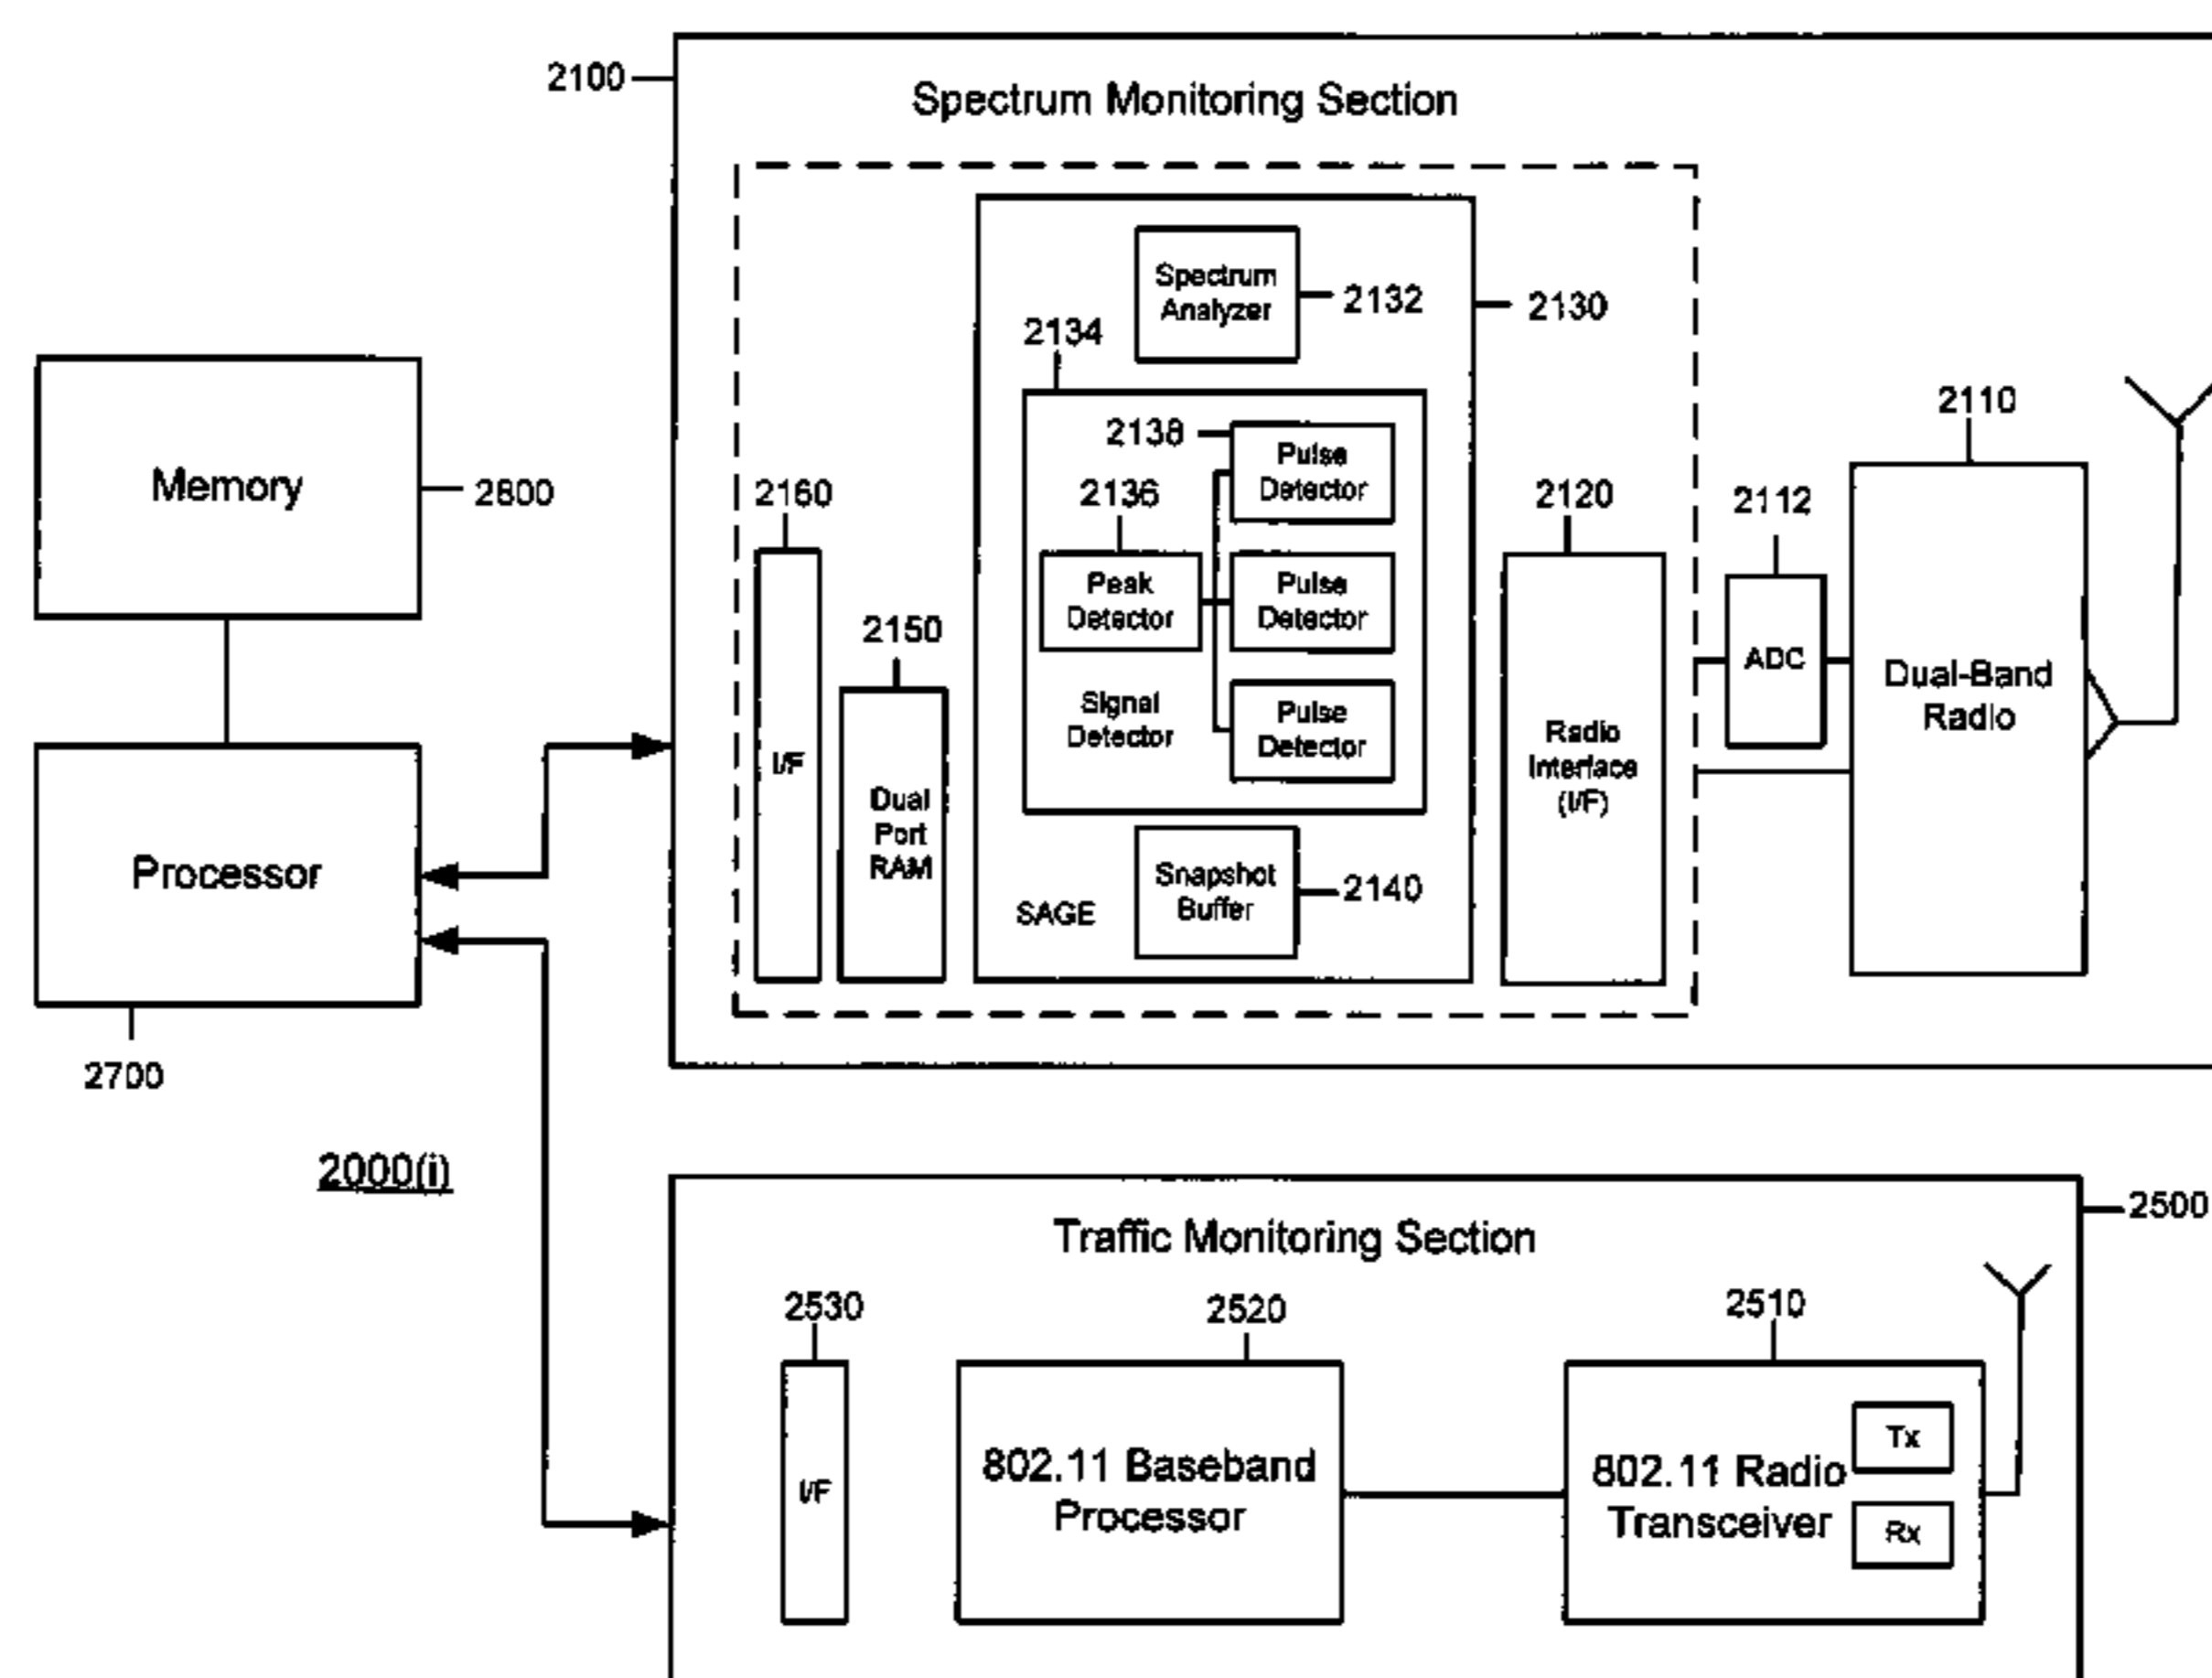 2100
Spectrum Monitoring Section
Spectrum
Analyzer
2132
2130
2134
2138
Pulse
Detector
2110
Memory
2800
2160
2136
2120
2112
Peak
Detector
Pulse
Detector
2150
Signal
Detector
Pulse
Detector
ADC
Dual-Band
Radio
I/F
Dual
Port
RAM
Radio
Interface
(I/F)
Processor
Snapshot
Buffer
2140
SAGE
2700
2000(i)
2500
Traffic Monitoring Section
2530
2520
2510
I/F
802.11 Baseband
Processor
802.11 Radio
Transceiver
Tx
Rx